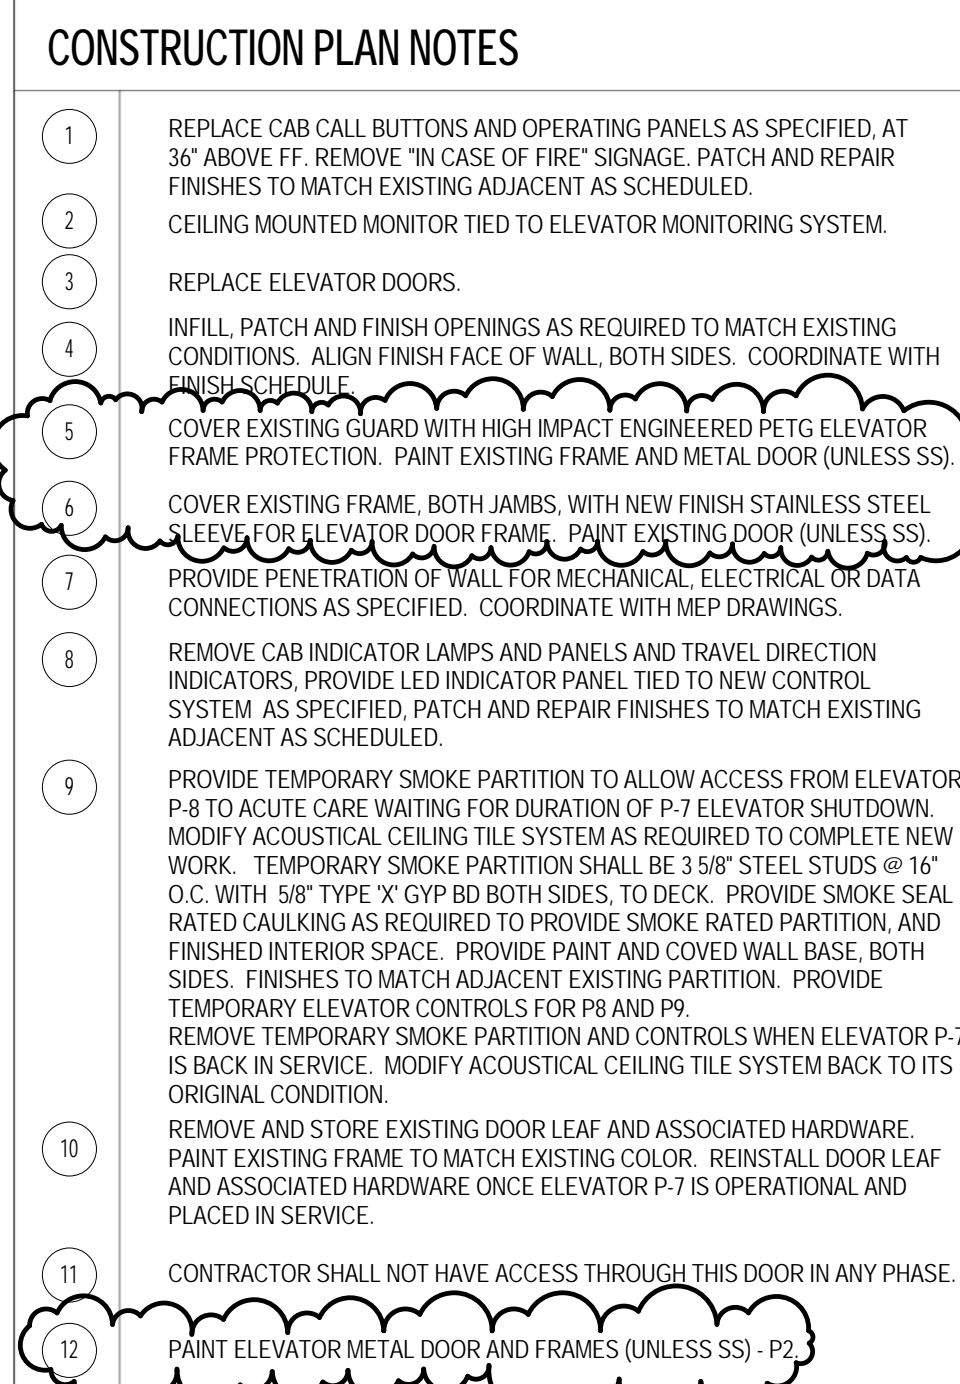 CONSTRUCTION PLAN NOTES
1
REPLACE CAB CALL BUTTONS AND OPERATING PANELS AS SPECIFIED, AT
36" ABOVE FF. REMOVE "IN CASE OF FIRE" SIGNAGE. PATCH AND REPAIR
FINISHES TO MATCH EXISTING ADJACENT AS SCHEDULED.
2
CEILING MOUNTED MONITOR TIED TO ELEVATOR MONITORING SYSTEM.
3
REPLACE ELEVATOR DOORS.
4
INFILL, PATCH AND FINISH OPENINGS AS REQUIRED TO MATCH EXISTING
CONDITIONS. ALIGN FINISH FACE OF WALL, BOTH SIDES. COORDINATE WITH
FINISH SCHEDULE.
5
COVER EXISTING GUARD WITH HIGH IMPACT ENGINEERED PETG ELEVATOR
FRAME PROTECTION. PAINT EXISTING FRAME AND METAL DOOR (UNLESS SS).
6
COVER EXISTING FRAME, BOTH JAMBS, WITH NEW FINISH STAINLESS STEEL
SLEEVE FOR ELEVATOR DOOR FRAME. PAINT EXISTING DOOR (UNLESS SS).
7
PROVIDE PENETRATION OF WALL FOR MECHANICAL, ELECTRICAL OR DATA
CONNECTIONS AS SPECIFIED. COORDINATE WITH MEP DRAWINGS.
8
REMOVE CAB INDICATOR LAMPS AND PANELS AND TRAVEL DIRECTION
INDICATORS, PROVIDE LED INDICATOR PANEL TIED TO NEW CONTROL
SYSTEM AS SPECIFIED, PATCH AND REPAIR FINISHES TO MATCH EXISTING
ADJACENT AS SCHEDULED.
9
PROVIDE TEMPORARY SMOKE PARTITION TO ALLOW ACCESS FROM ELEVATOR
P-8 TO ACUTE CARE WAITING FOR DURATION OF P-7 ELEVATOR SHUTDOWN.
MODIFY ACOUSTICAL CEILING TILE SYSTEM AS REQUIRED TO COMPLETE NEW
WORK. TEMPORARY SMOKE PARTITION SHALL BE 3 5/8" STEEL STUDS @ 16"
O.C. WITH 5/8" TYPE 'X' GYP BD BOTH SIDES, TO DECK. PROVIDE SMOKE SEAL
RATED CAULKING AS REQUIRED TO PROVIDE SMOKE RATED PARTITION, AND
FINISHED INTERIOR SPACE. PROVIDE PAINT AND COVED WALL BASE, BOTH
SIDES. FINISHES TO MATCH ADJACENT EXISTING PARTITION. PROVIDE
TEMPORARY ELEVATOR CONTROLS FOR P8 AND P9.
REMOVE TEMPORARY SMOKE PARTITION AND CONTROLS WHEN ELEVATOR P-7
IS BACK IN SERVICE. MODIFY ACOUSTICAL CEILING TILE SYSTEM BACK TO ITS
ORIGINAL CONDITION.
10
REMOVE AND STORE EXISTING DOOR LEAF AND ASSOCIATED HARDWARE.
PAINT EXISTING FRAME TO MATCH EXISTING COLOR. REINSTALL DOOR LEAF
AND ASSOCIATED HARDWARE ONCE ELEVATOR P-7 IS OPERATIONAL AND
PLACED IN SERVICE.
11
CONTRACTOR SHALL NOT HAVE ACCESS THROUGH THIS DOOR IN ANY PHASE.
12
PAINT ELEVATOR METAL DOOR AND FRAMES (UNLESS SS) - P2.